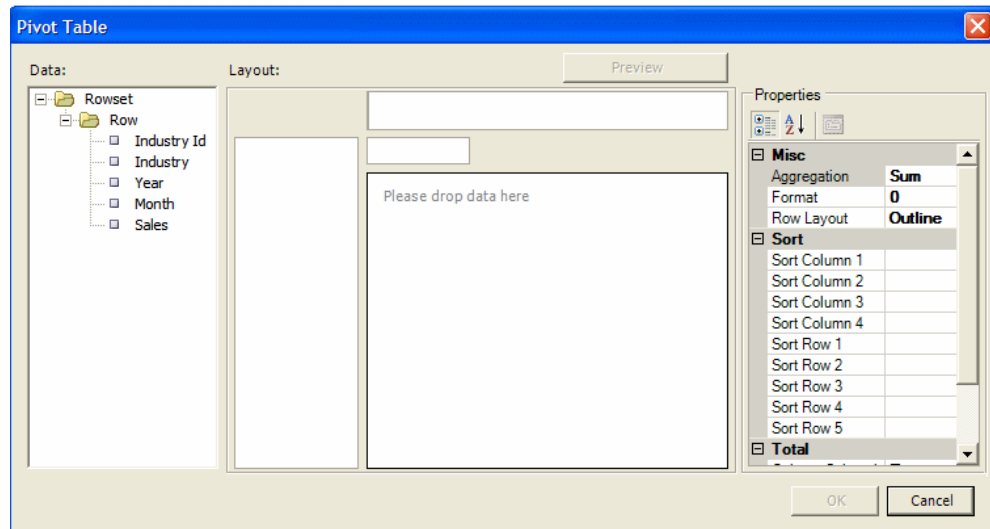 Pivot Table
Data:
Layout:
Preview
Rowset
Row
Industry Id
Industry
Year
Month
Sales
Please drop data here
Properties
Misc
Aggregation Sum
Format 0
Row Layout Outline
Sort
Sort Column 1
Sort Column 2
Sort Column 3
Sort Column 4
Sort Row 1
Sort Row 2
Sort Row 3
Sort Row 4
Sort Row 5
Total
OK
Cancel